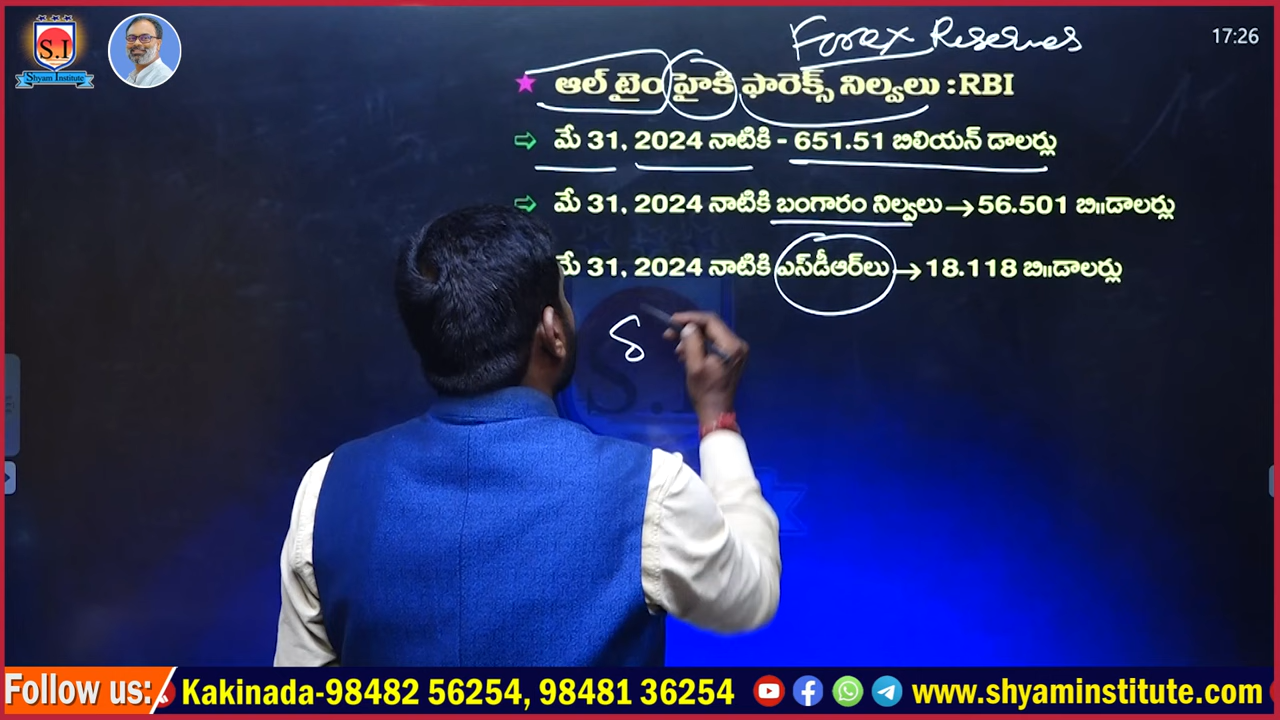 S.I
Shyam Institute
Forex Reserves
17:26
★ ఆల్ టైం హైకి ఫారెక్స్ నిల్వలు :RBI
⇨ మే 31, 2024 నాటికి - 651.51 బిలియన్ డాలర్లు
⇨ మే 31, 2024 నాటికి బంగారం నిల్వలు → 56.501 బి॥డాలర్లు
మే 31, 2024 నాటికి ఎస్‌డీఆర్‌లు → 18.118 బి॥డాలర్లు
S
S.I
Follow us: Kakinada-98482 56254, 98481 36254 www.shyaminstitute.com